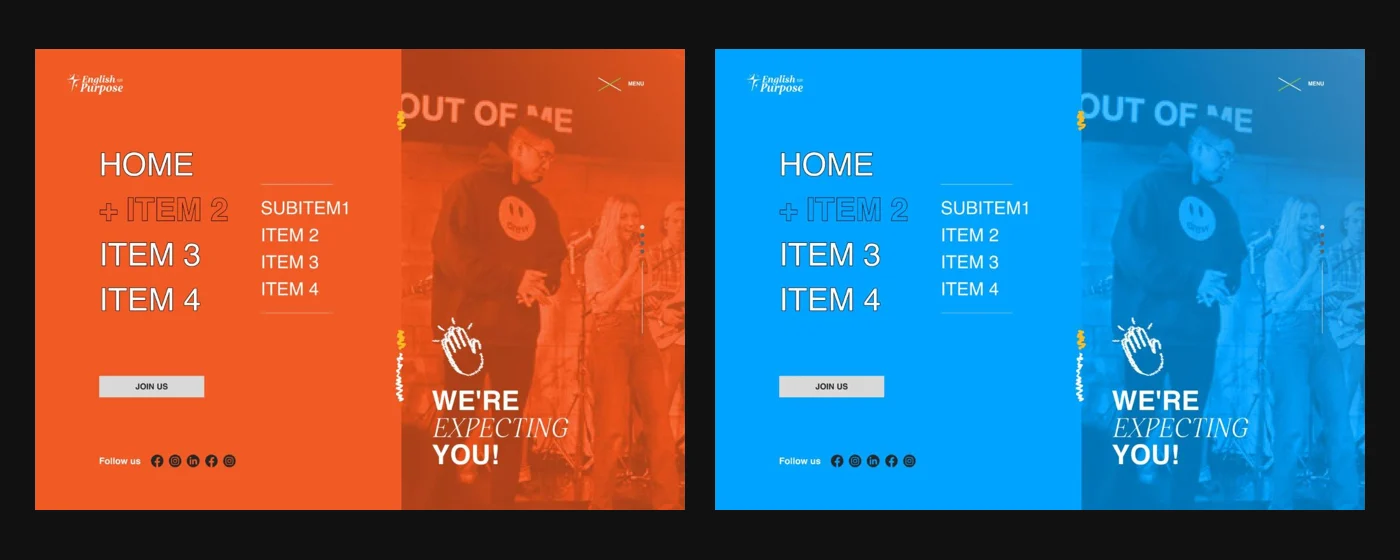 English FOR
Purpose
MENU
OUT OF ME
HOME
+ ITEM 2
ITEM 3
ITEM 4
SUBITEM1
ITEM 2
ITEM 3
ITEM 4
JOIN US
WE'RE
EXPECTING
YOU!
Follow us
English FOR
Purpose
MENU
OUT OF ME
HOME
+ ITEM 2
ITEM 3
ITEM 4
SUBITEM1
ITEM 2
ITEM 3
ITEM 4
JOIN US
WE'RE
EXPECTING
YOU!
Follow us